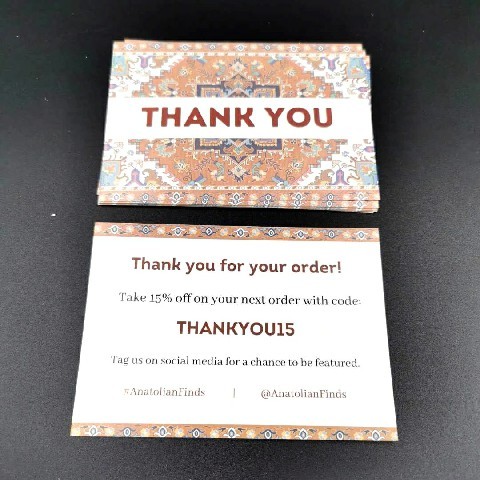 THANK YOU
Thank you for your order!
Take 15% off on your next order with code:
THANKYOU15
Tag us on social media for a chance to be featured.
#AnatolianFinds | @AnatolianFinds